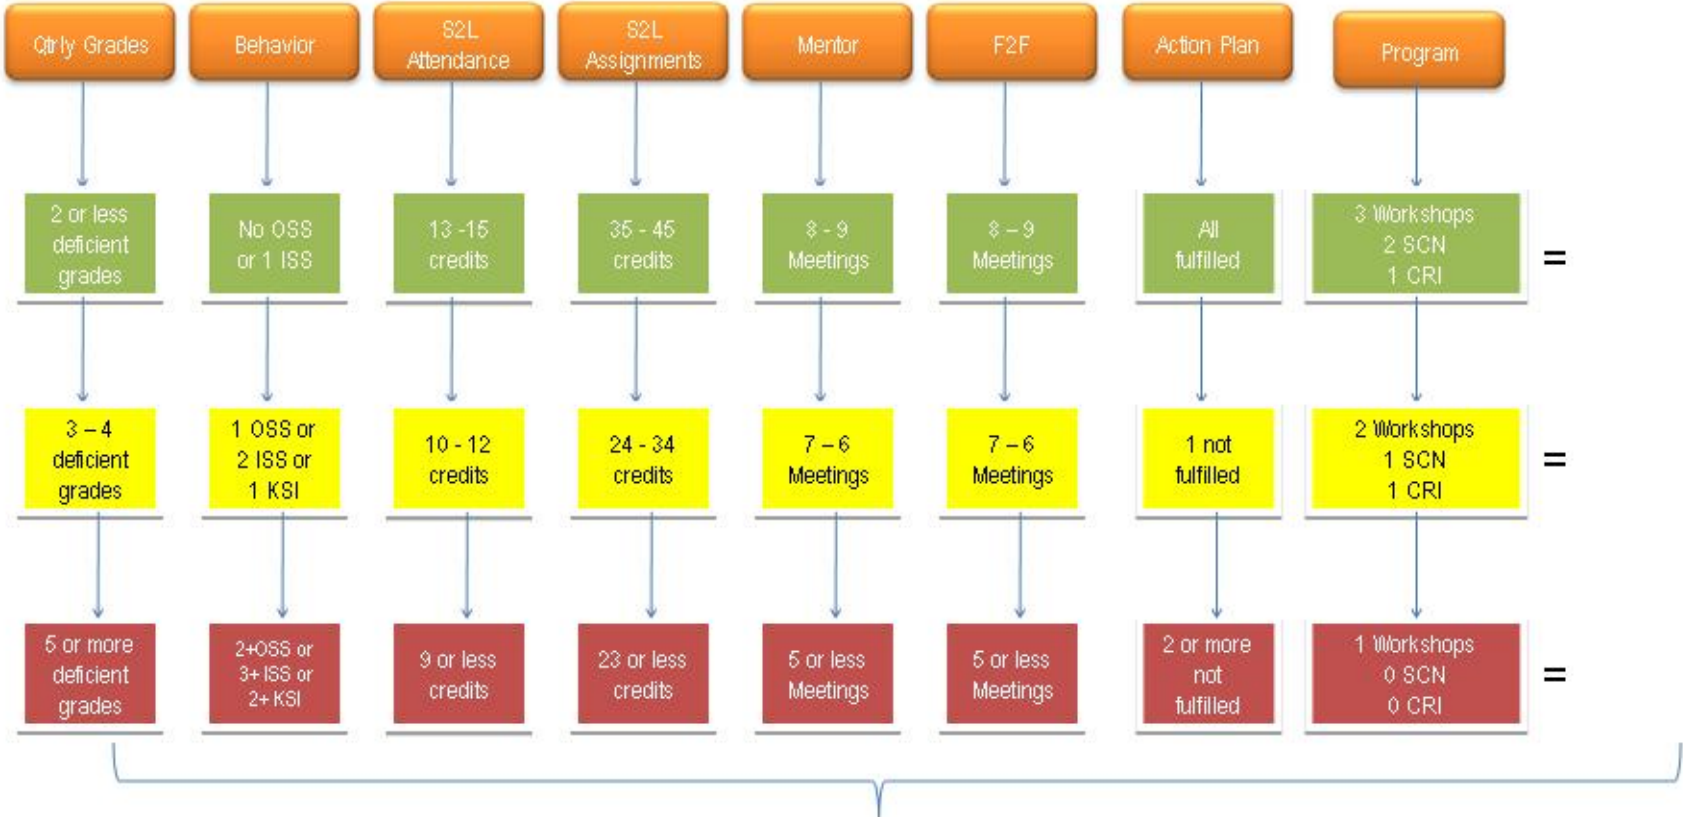 Qtrly Grades
Behavior
S2L
Attendance
S2L
Assignments
Mentor
F2F
Action Plan
Program
2 or less
deficient
grades
No OSS
or 1 ISS
13 -15
credits
35 - 45
credits
8 - 9
Meetings
8 – 9
Meetings
All
fulfilled
3 Workshops
2 SCN
1 CRI
=
3 – 4
deficient
grades
1 OSS or
2 ISS or
1 KSI
10 - 12
credits
24 - 34
credits
7 – 6
Meetings
7 – 6
Meetings
1 not
fulfilled
2 Workshops
1 SCN
1 CRI
=
5 or more
deficient
grades
2+OSS or
3+ ISS or
2+ KSI
9 or less
credits
23 or less
credits
5 or less
Meetings
5 or less
Meetings
2 or more
not
fulfilled
1 Workshops
0 SCN
0 CRI
=